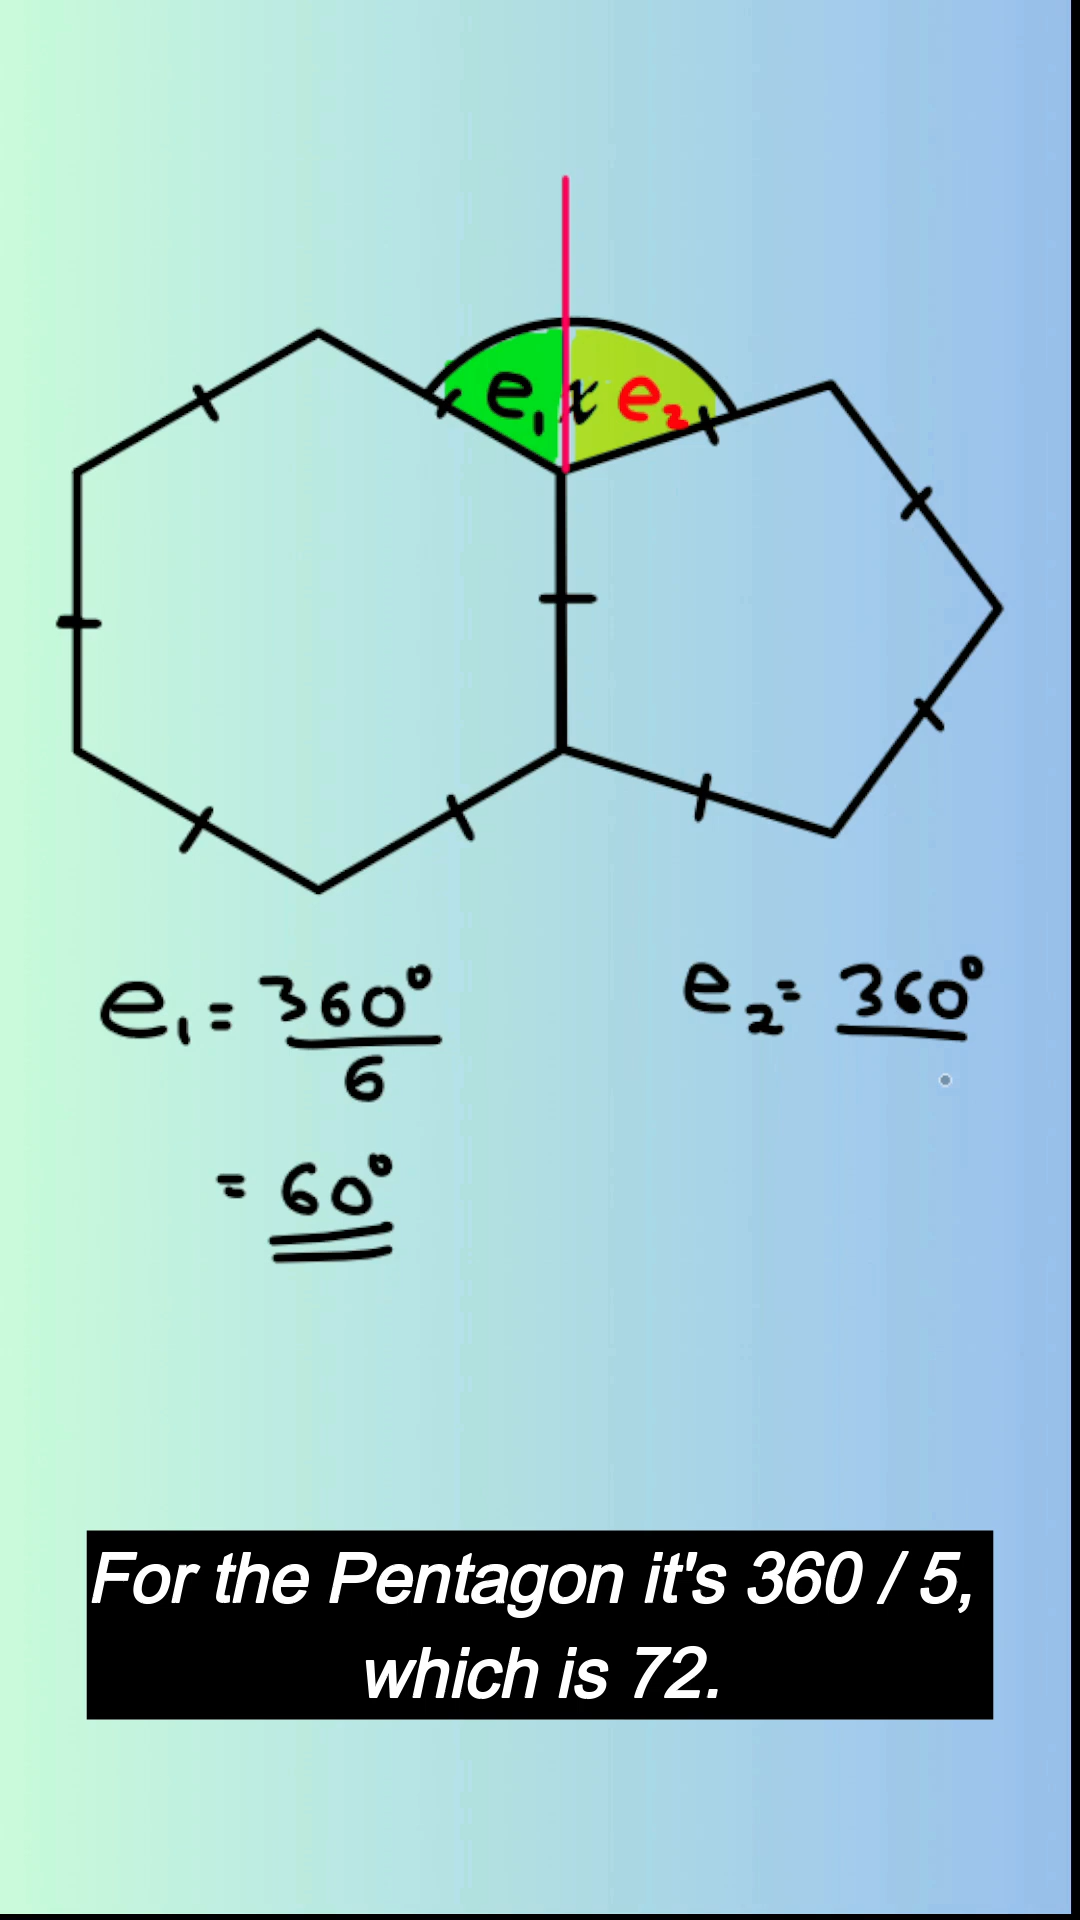 e₁ x e₂
e₁ = 360°      e₂ = 360°
6
= 60°
For the Pentagon it's 360 / 5,
which is 72.